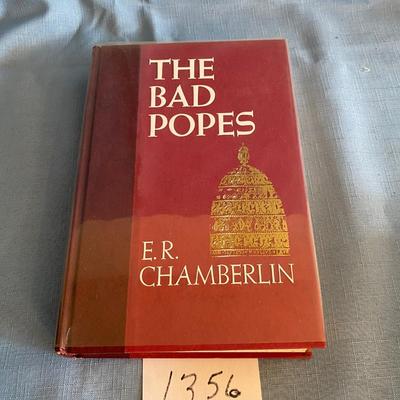 THE
BAD
POPES
E.R.
CHAMBERLIN
1356